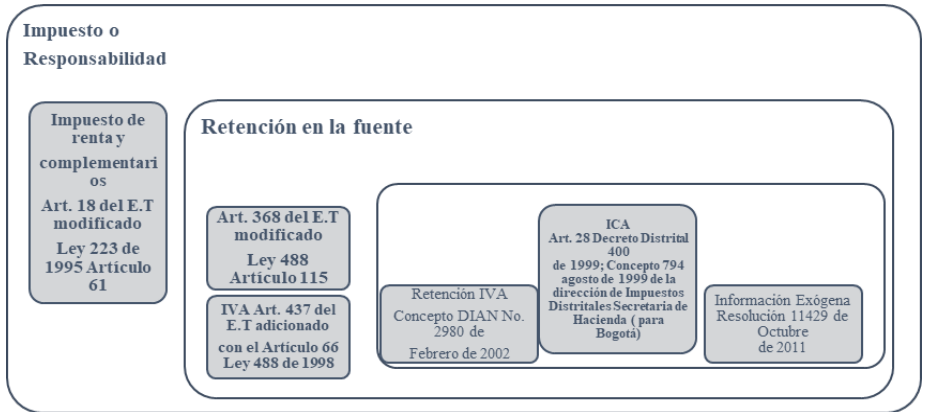 Impuesto o
Responsabilidad
Impuesto de
renta y
complementari
os
Art. 18 del E.T
modificado
Ley 223 de
1995 Artículo
61
Retención en la fuente
Art. 368 del E.T
modificado
Ley 488
Artículo 115
IVA Art. 437 del
E.T adicionado
con el Artículo 66
Ley 488 de 1998
Retención IVA
Concepto DIAN No.
2980 de
Febrero de 2002
ICA
Art. 28 Decreto Distrital
400
de 1999; Concepto 794
agosto de 1999 de la
dirección de Impuestos
Distritales Secretaria de
Hacienda ( para
Bogotá)
Información Exógena
Resolución 11429 de
Octubre
de 2011